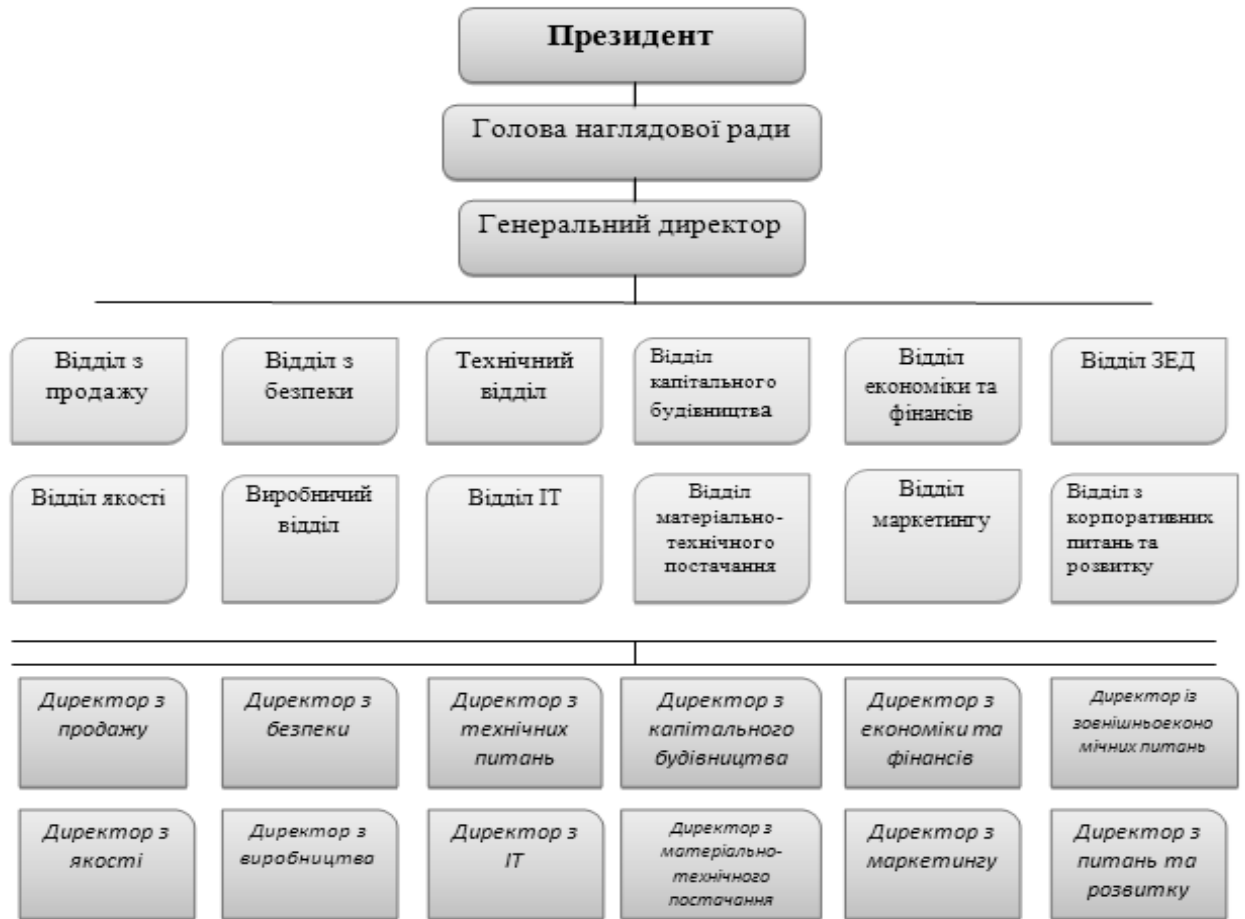 Президент
Голова наглядової ради
Генеральний директор
Відділ з
продажу
Відділ з
безпеки
Технічний
відділ
Відділ
капітального
будівництва
Відділ
економіки та
фінансів
Відділ ЗЕД
Відділ якості
Виробничий
відділ
Відділ ІТ
Відділ
матеріально-
технічного
постачання
Відділ
маркетингу
Відділ з
корпоративних
питань та
розвитку
Директор з
продажу
Директор з
безпеки
Директор з
технічних
питань
Директор з
капітального
будівництва
Директор з
економіки та
фінансів
Директор із
зовнішньоеконо
мічних питань
Директор з
якості
Директор з
виробництва
Директор з
ІТ
Директор з
матеріально-
технічного
постачання
Директор з
маркетингу
Директор з
питань та
розвитку